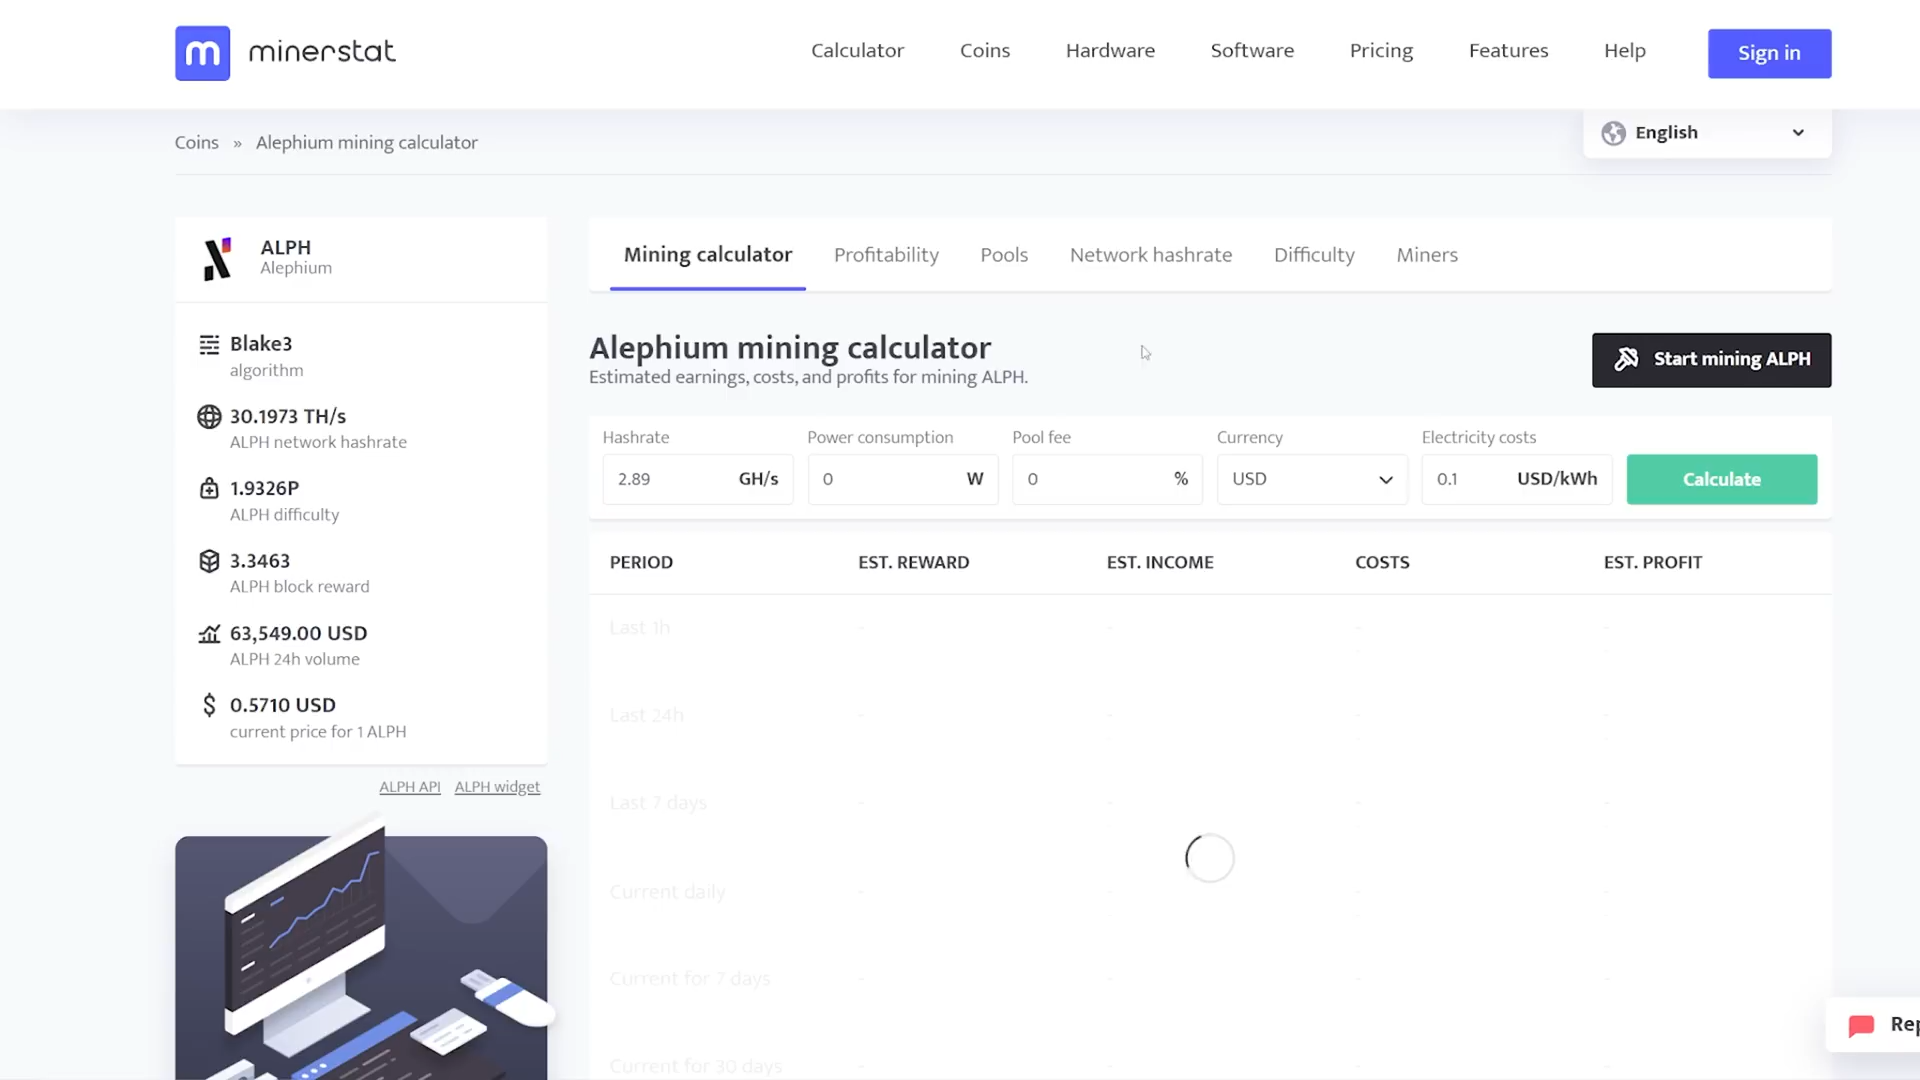 m minerstat
Calculator
Coins
Hardware
Software
Pricing
Features
Help
Sign in
Coins » Alephium mining calculator
English
ALPH
Alephium
Blake3
algorithm
30.1973 TH/s
ALPH network hashrate
1.9326P
ALPH difficulty
3.3463
ALPH block reward
63,549.00 USD
ALPH 24h volume
0.5710 USD
current price for 1 ALPH
ALPH API ALPH widget
Mining calculator
Profitability
Pools
Network hashrate
Difficulty
Miners
Alephium mining calculator
Estimated earnings, costs, and profits for mining ALPH.
Start mining ALPH
Hashrate
Power consumption
Pool fee
Currency
Electricity costs
2.89 GH/s
0 W
0 %
USD
0.1 USD/kWh
Calculate
PERIOD EST. REWARD EST. INCOME COSTS EST. PROFIT
Last 1h - - - -
Last 24h - - - -
Last 7 days - - - -
Current daily - - - -
Current for 7 days - - - -
Current for 30 days - - - -